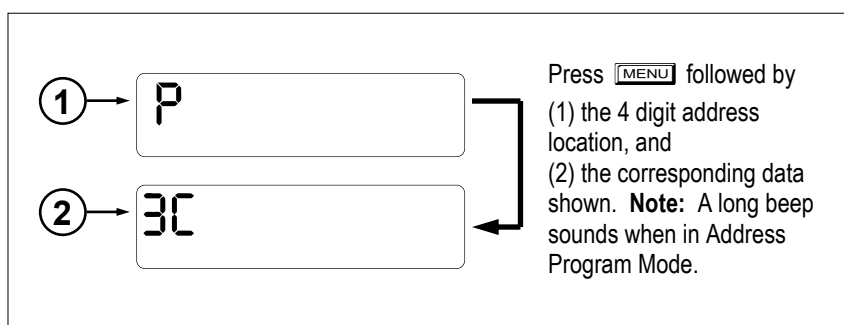 1
P
2
3C
Press MENU followed by
(1) the 4 digit address
location, and
(2) the corresponding data
shown. Note: A long beep
sounds when in Address
Program Mode.